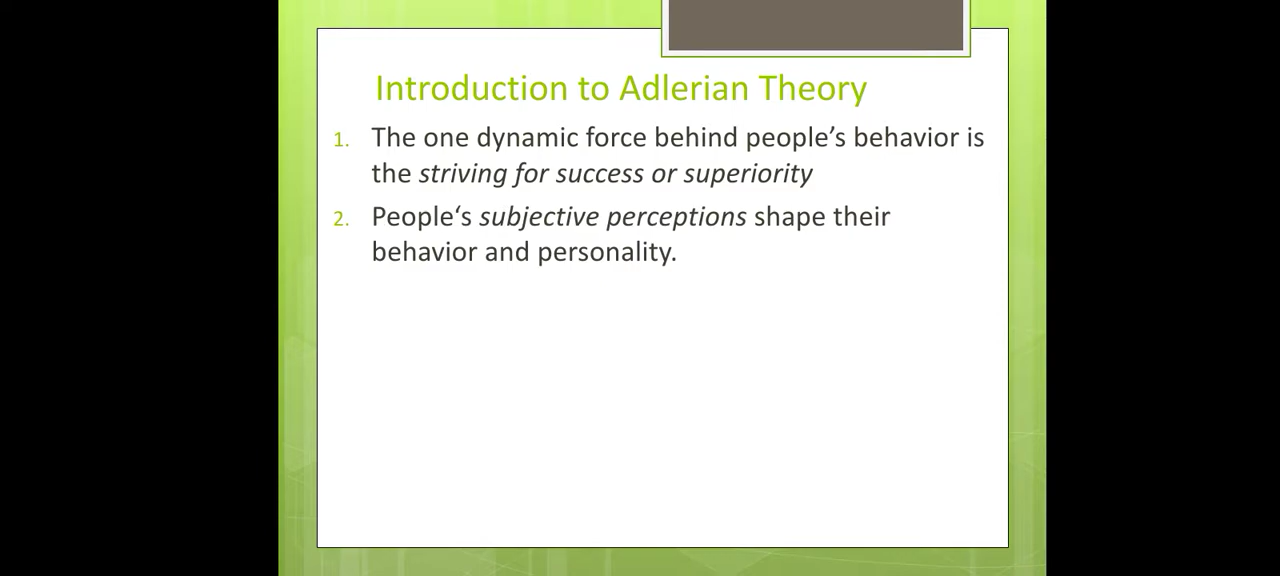 Introduction to Adlerian Theory
1. The one dynamic force behind people’s behavior is
the striving for success or superiority
2. People‘s subjective perceptions shape their
behavior and personality.